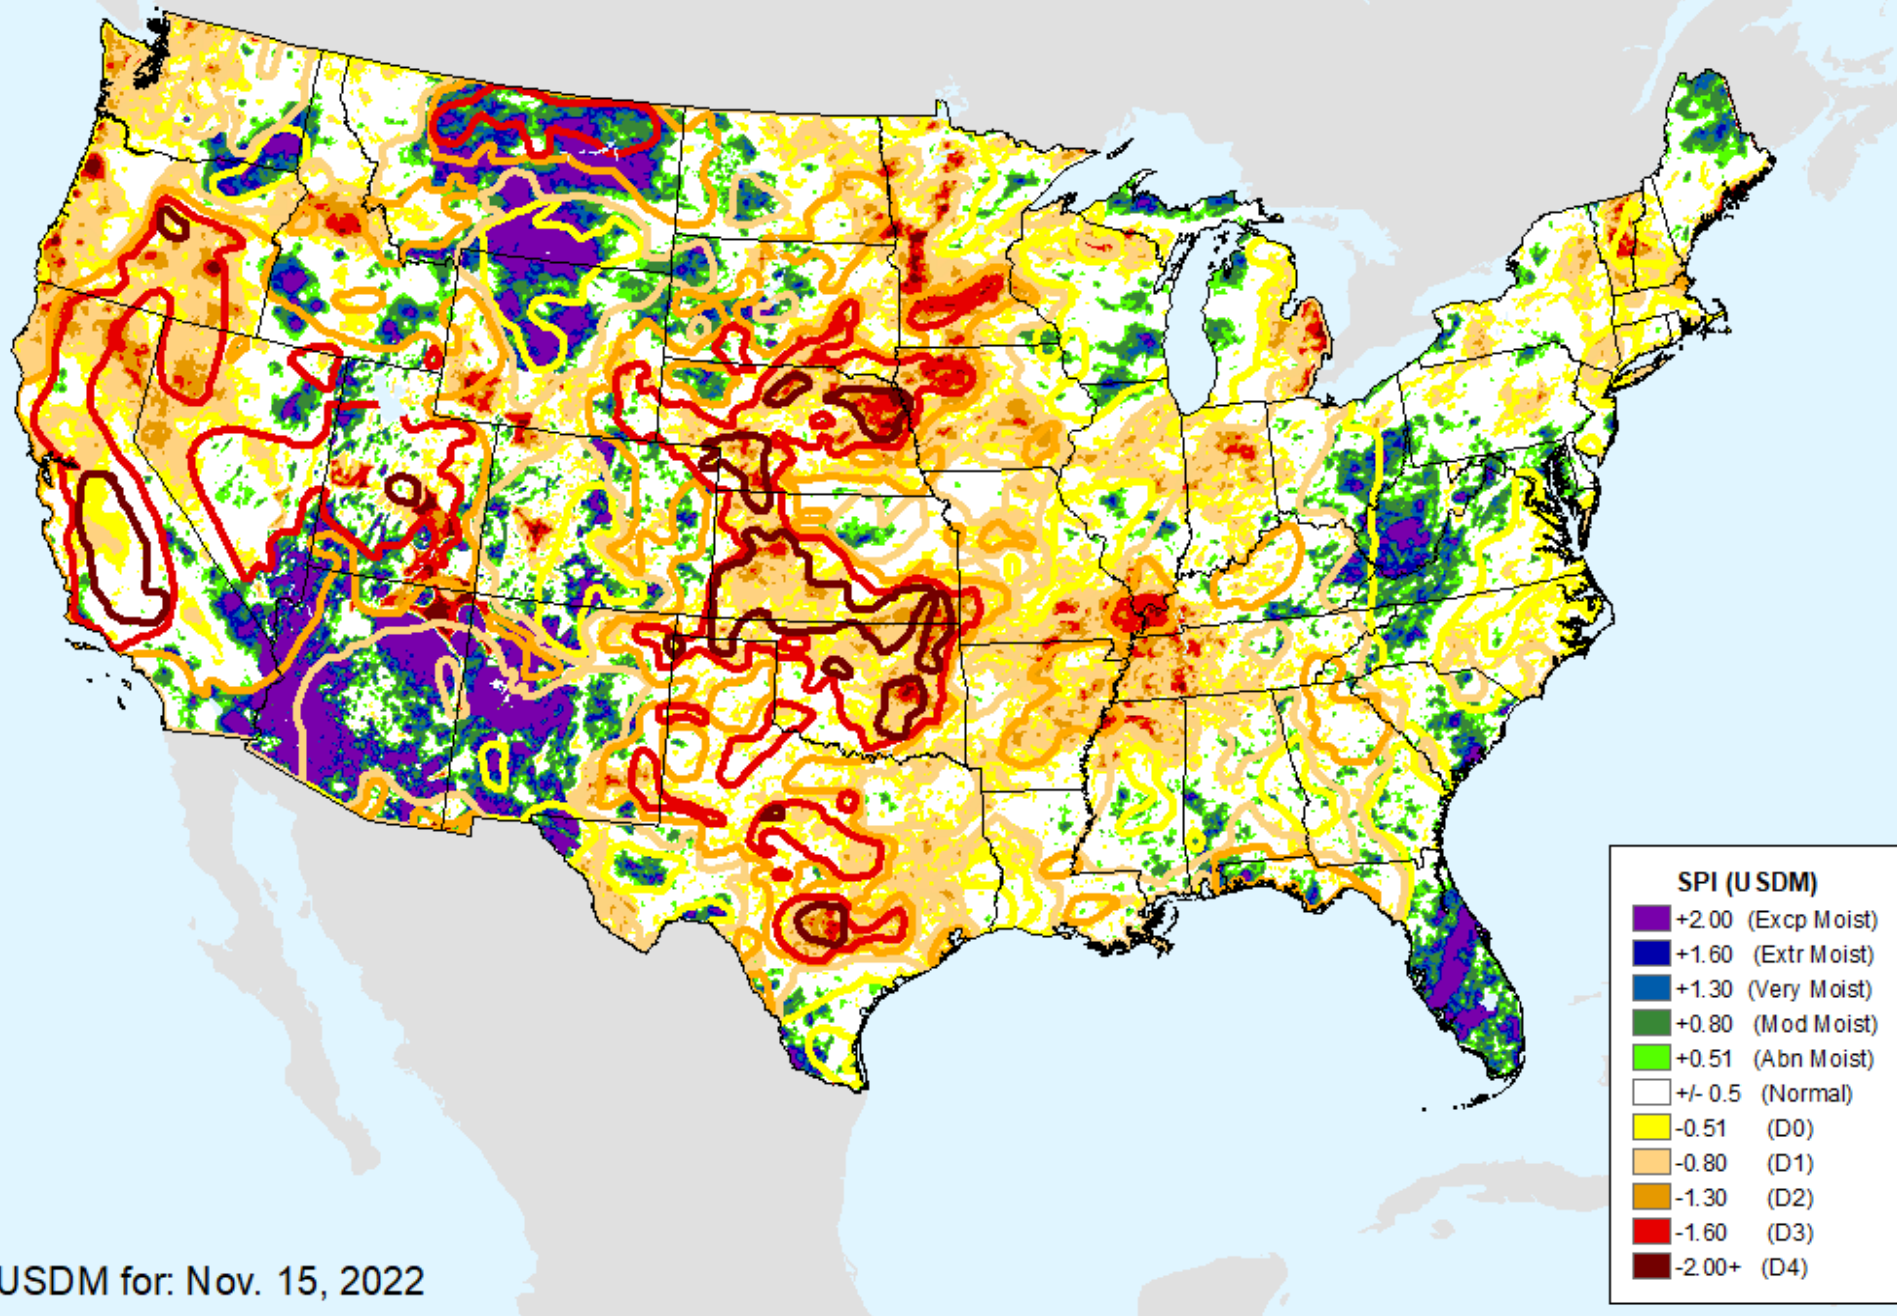 SPI (USDM)
+2.00 (Excp Moist)
+1.60 (Extr Moist)
+1.30 (Very Moist)
+0.80 (Mod Moist)
+0.51 (Abn Moist)
+/- 0.5 (Normal)
-0.51 (D0)
-0.80 (D1)
-1.30 (D2)
-1.60 (D3)
-2.00+ (D4)
USDM for: Nov. 15, 2022